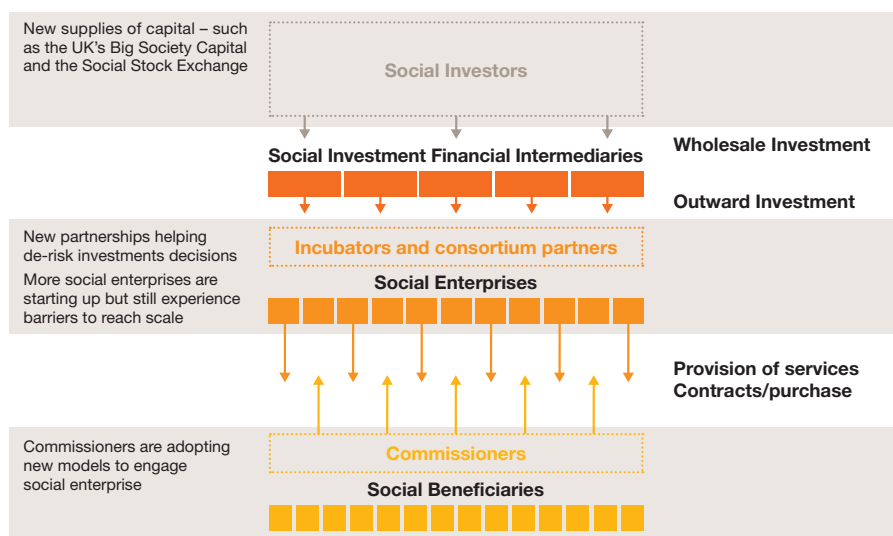 New supplies of capital – such
as the UK's Big Society Capital
and the Social Stock Exchange
Social Investors
Wholesale Investment
Social Investment Financial Intermediaries
Outward Investment
New partnerships helping
de-risk investments decisions
More social enterprises are
starting up but still experience
barriers to reach scale
Incubators and consortium partners
Social Enterprises
Provision of services
Contracts/purchase
Commissioners are adopting
new models to engage
social enterprise
Commissioners
Social Beneficiaries